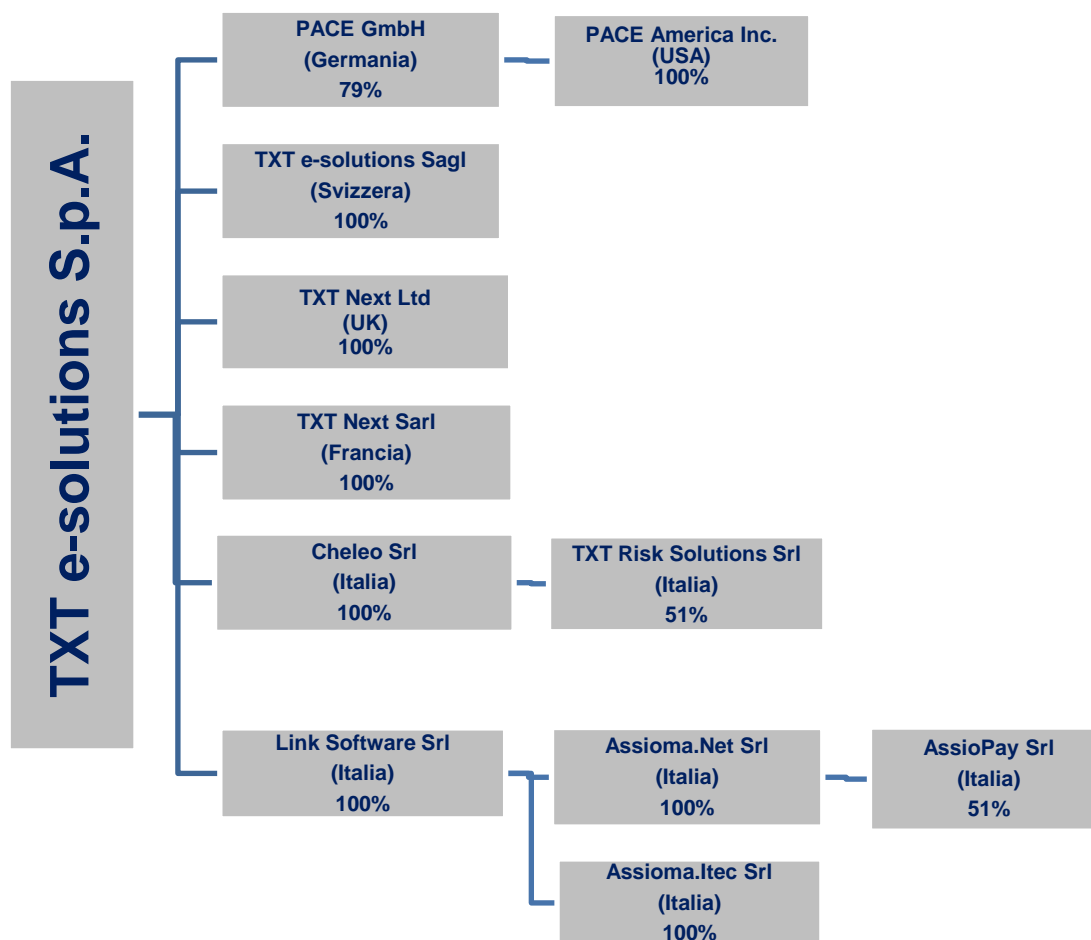 TXT e-solutions S.p.A.
PACE GmbH
(Germania)
79%
PACE America Inc.
(USA)
100%
TXT e-solutions Sagl
(Svizzera)
100%
TXT Next Ltd
(UK)
100%
TXT Next Sarl
(Francia)
100%
Cheleo Srl
(Italia)
100%
TXT Risk Solutions Srl
(Italia)
51%
Link Software Srl
(Italia)
100%
Assioma.Net Srl
(Italia)
100%
AssioPay Srl
(Italia)
51%
Assioma.Itec Srl
(Italia)
100%